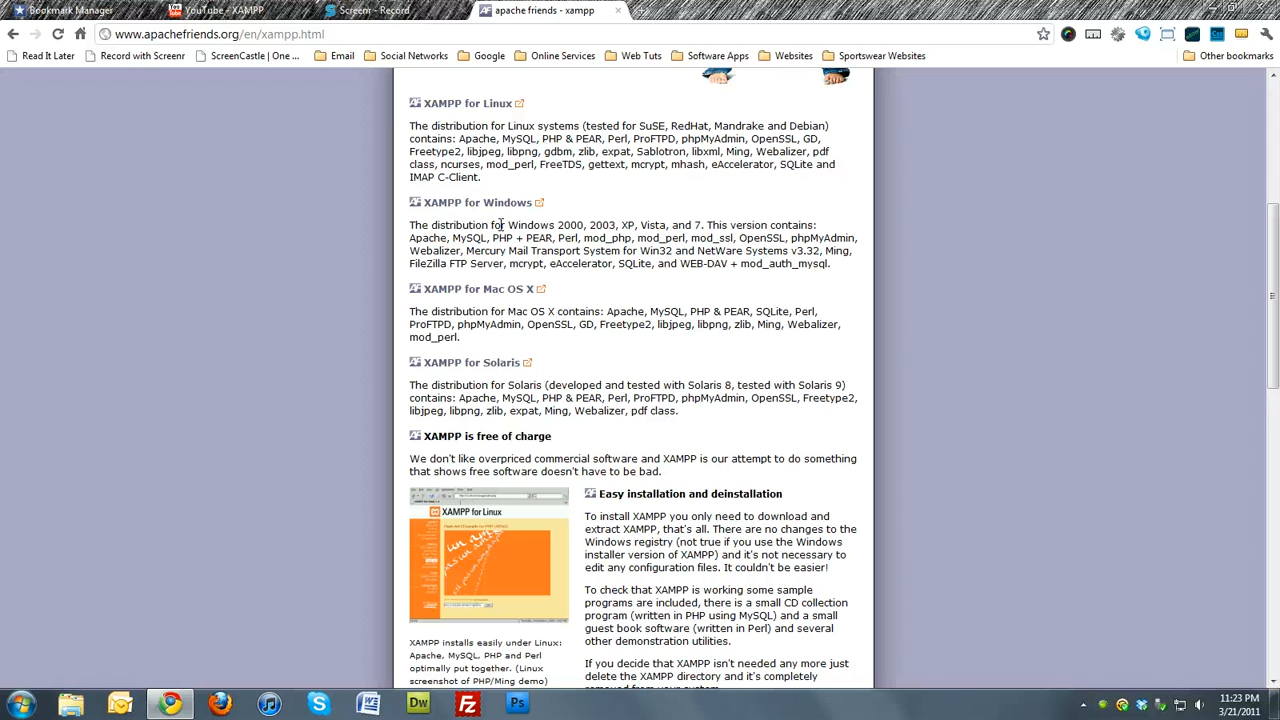 Bookmark Manager
YouTube - XAMPP
Screenr - Record
apache friends - xampp
www.apachefriends.org/en/xampp.html
Read It Later
Record with Screenr
ScreenCastle | One ...
Email
Social Networks
Google
Online Services
Web Tuts
Software Apps
Websites
Sportswear Websites
Other bookmarks
XAMPP for Linux
The distribution for Linux systems (tested for SuSE, RedHat, Mandrake and Debian)
contains: Apache, MySQL, PHP & PEAR, Perl, ProFTPD, phpMyAdmin, OpenSSL, GD,
Freetype2, libjpeg, libpng, gdbm, zlib, expat, Sablotron, libxml, Ming, Webalizer, pdf
class, ncurses, mod_perl, FreeTDS, gettext, mcrypt, mhash, eAccelerator, SQLite and
IMAP C-Client.
XAMPP for Windows
The distribution for Windows 2000, 2003, XP, Vista, and 7. This version contains:
Apache, MySQL, PHP + PEAR, Perl, mod_php, mod_perl, mod_ssl, OpenSSL, phpMyAdmin,
Webalizer, Mercury Mail Transport System for Win32 and NetWare Systems v3.32, Ming,
FileZilla FTP Server, mcrypt, eAccelerator, SQLite, and WEB-DAV + mod_auth_mysql.
XAMPP for Mac OS X
The distribution for Mac OS X contains: Apache, MySQL, PHP & PEAR, SQLite, Perl,
ProFTPD, phpMyAdmin, OpenSSL, GD, Freetype2, libjpeg, libpng, zlib, Ming, Webalizer,
mod_perl.
XAMPP for Solaris
The distribution for Solaris (developed and tested with Solaris 8, tested with Solaris 9)
contains: Apache, MySQL, PHP & PEAR, Perl, ProFTPD, phpMyAdmin, OpenSSL, Freetype2,
libjpeg, libpng, zlib, expat, Ming, Webalizer, pdf class.
XAMPP is free of charge
We don't like overpriced commercial software and XAMPP is our attempt to do something
that shows free software doesn't have to be bad.
XAMPP for Linux
XAMPP installs easily under Linux:
Apache, MySQL, PHP and Perl
optimally put together. (Linux
screenshot of PHP/Ming demo)
Easy installation and deinstallation
To install XAMPP you only need to download and
extract XAMPP, that's all. There are no changes to the
Windows registry (not true if you use the Windows
installer version of XAMPP) and it's not necessary to
edit any configuration files. It couldn't be easier!
To check that XAMPP is working some sample
programs are included, there is a small CD collection
program (written in PHP using MySQL) and a small
guest book software (written in Perl) and several
other demonstration utilities.
If you decide that XAMPP isn't needed any more just
delete the XAMPP directory and it's completely
removed from your system.
Dw
Fz
Ps
11:23 PM
3/21/2011